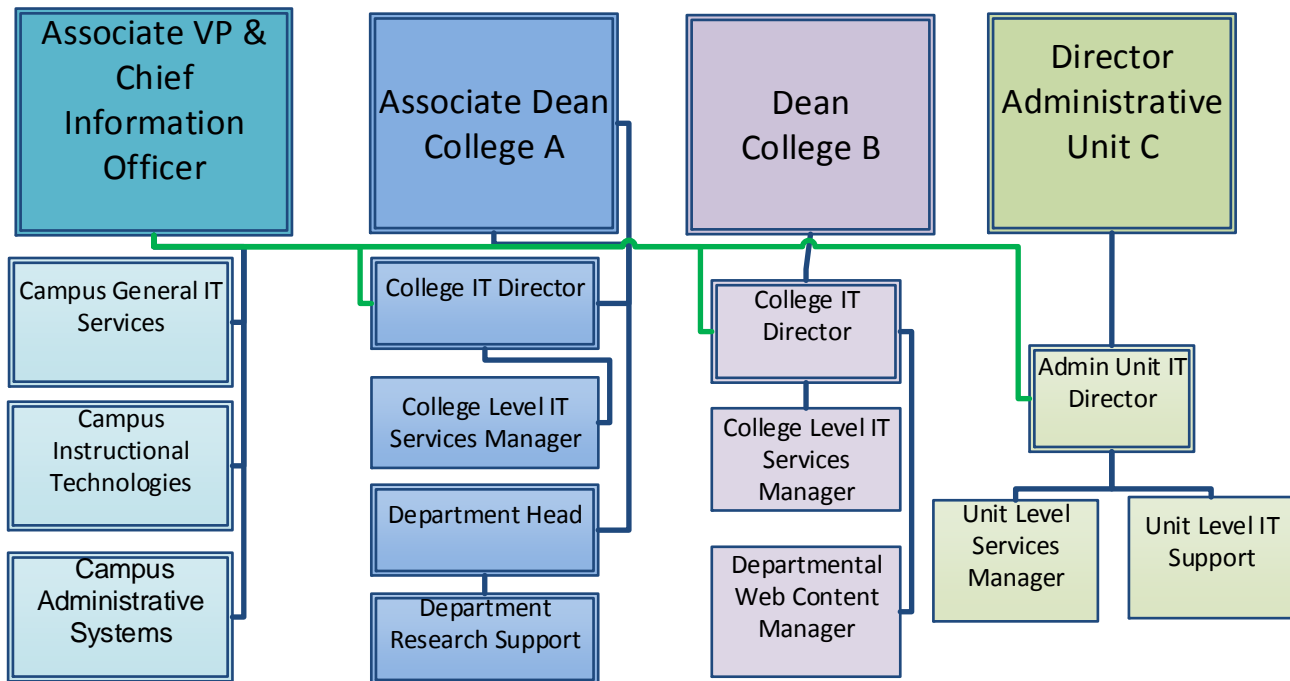 Associate VP &
Chief
Information
Officer
Associate Dean
College A
Dean
College B
Director
Administrative
Unit C
Campus General IT
Services
Campus
Instructional
Technologies
Campus
Administrative
Systems
College IT Director
College Level IT
Services Manager
Department Head
Department
Research Support
College IT
Director
College Level IT
Services
Manager
Departmental
Web Content
Manager
Admin Unit IT
Director
Unit Level
Services
Manager
Unit Level IT
Support